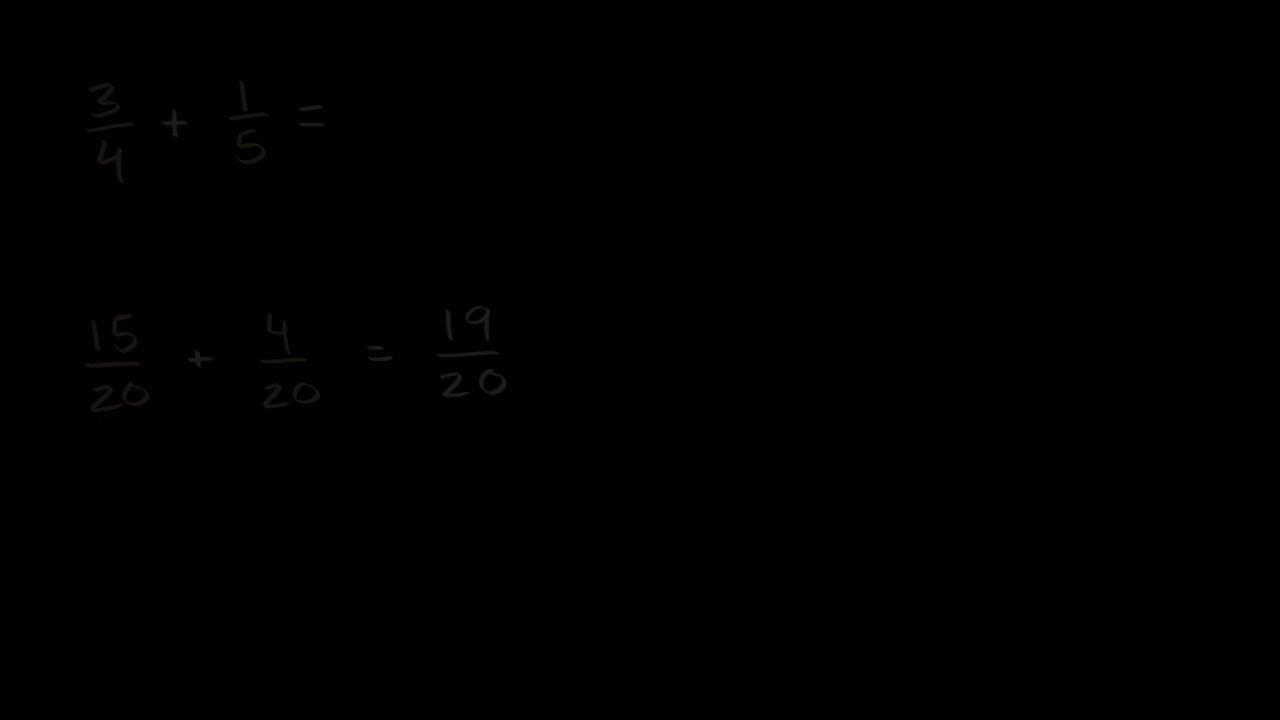 3/4 + 1/5 =
15/20 + 4/20 = 19/20